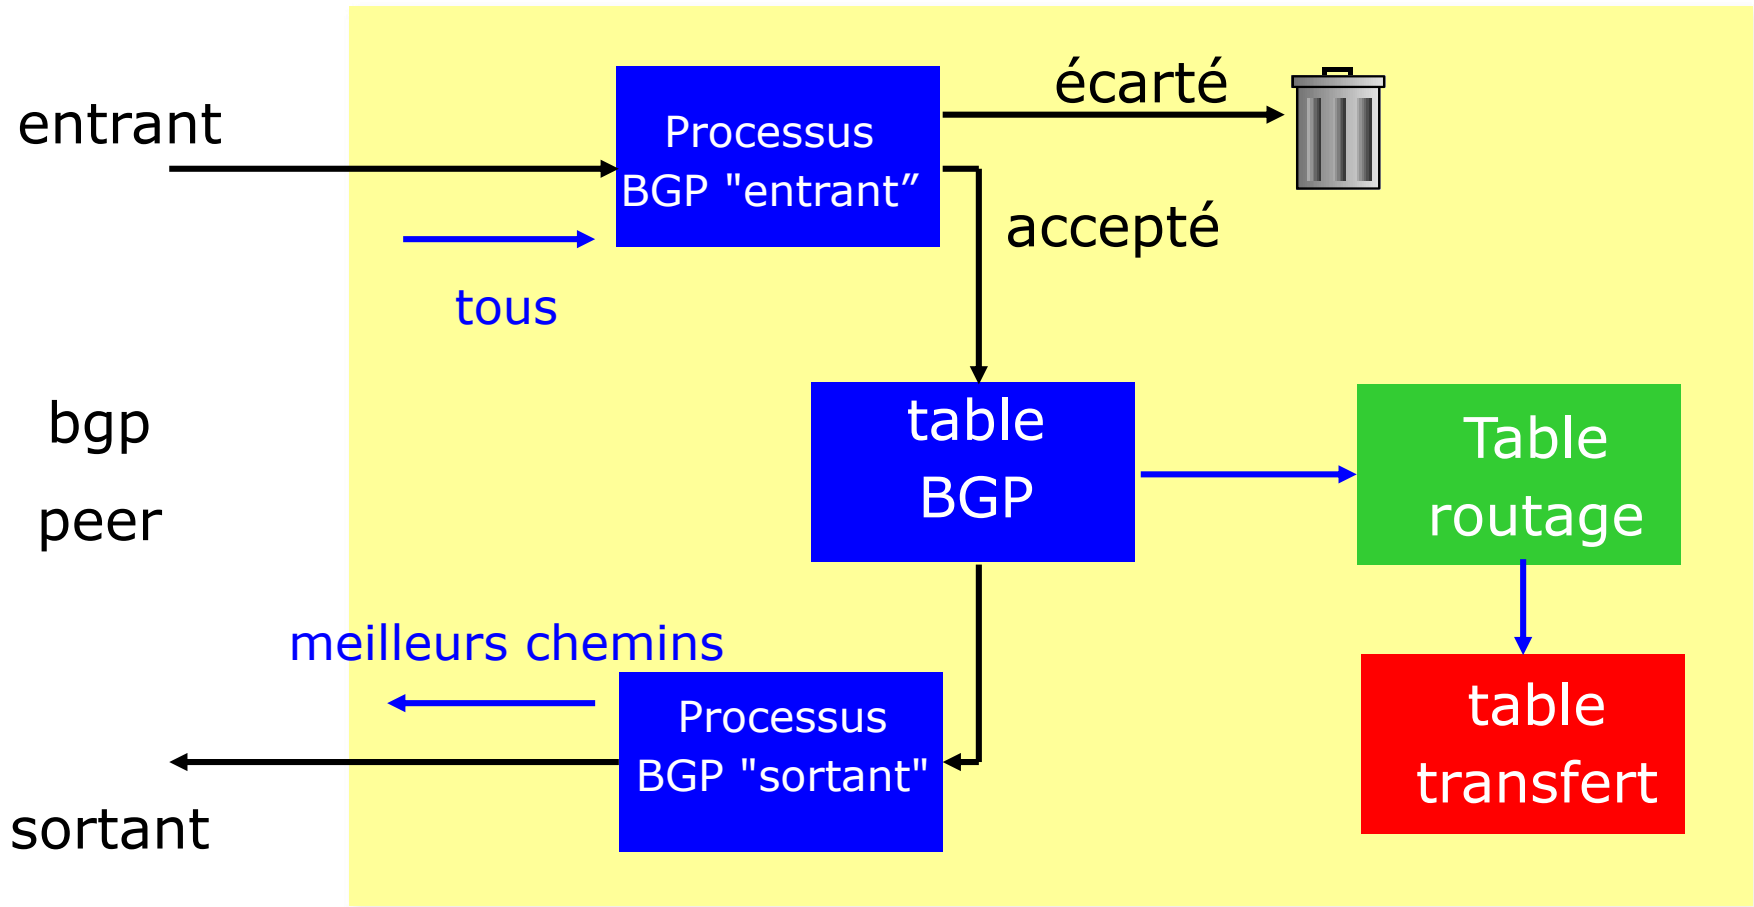 entrant
Processus
BGP "entrant”
écarté
accepté
tous
bgp
peer
table
BGP
Table
routage
meilleurs chemins
Processus
BGP "sortant"
table
transfert
sortant